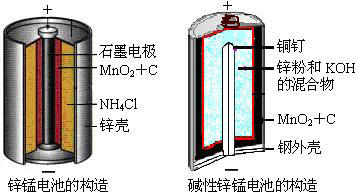 +
石墨电极
MnO₂+C
NH₄Cl
锌壳
−
锌锰电池的构造
+
铜钉
锌粉和 KOH
的混合物
MnO₂+C
钢外壳
−
碱性锌锰电池的构造